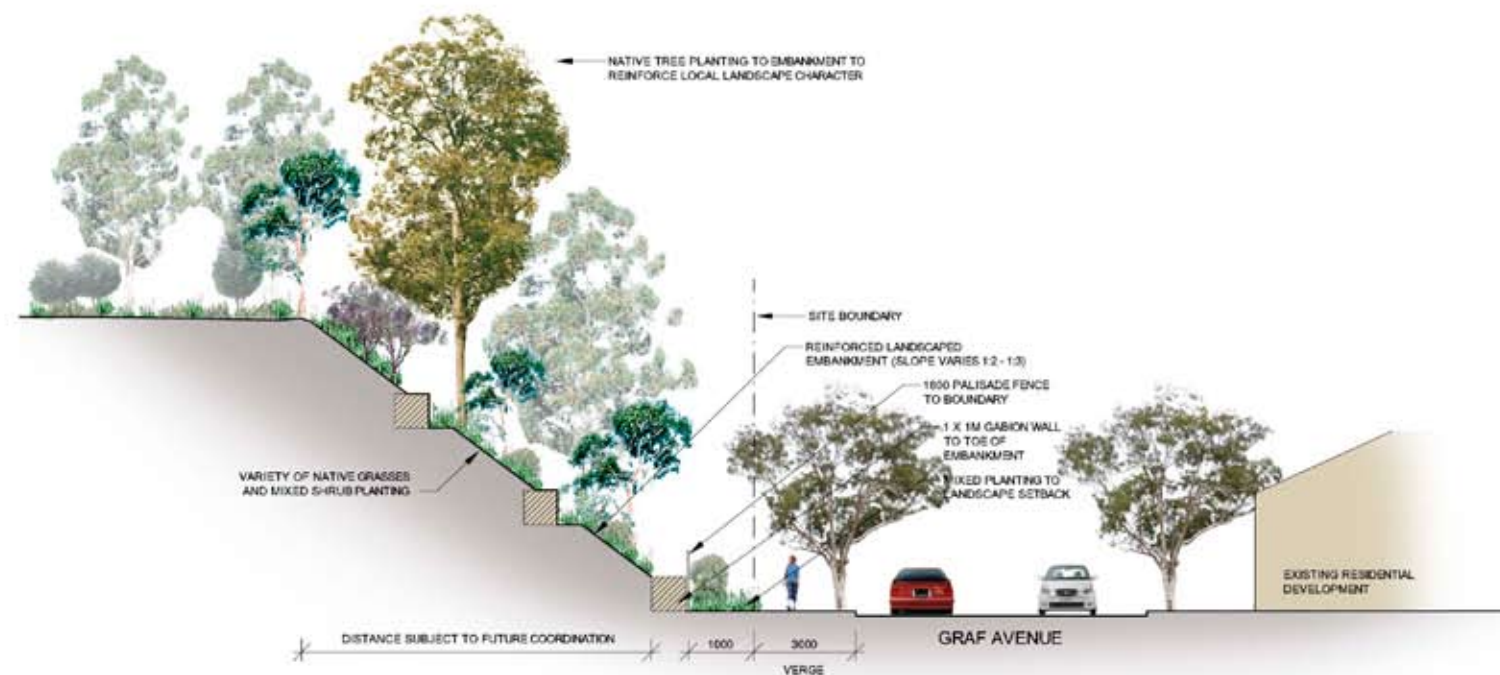 NATIVE TREE PLANTING TO EMBANKMENT TO
REINFORCE LOCAL LANDSCAPE CHARACTER
SITE BOUNDARY
REINFORCED LANDSCAPED
EMBANKMENT (SLOPE VARIES 1:2 - 1:3)
1800 PALISADE FENCE
TO BOUNDARY
1 X 1M GABION WALL
TO TOE OF
EMBANKMENT
MIXED PLANTING TO
LANDSCAPE SETBACK
VARIETY OF NATIVE GRASSES
AND MIXED SHRUB PLANTING
EXISTING RESIDENTIAL
DEVELOPMENT
DISTANCE SUBJECT TO FUTURE COORDINATION
1000
3000
GRAF AVENUE
VERGE